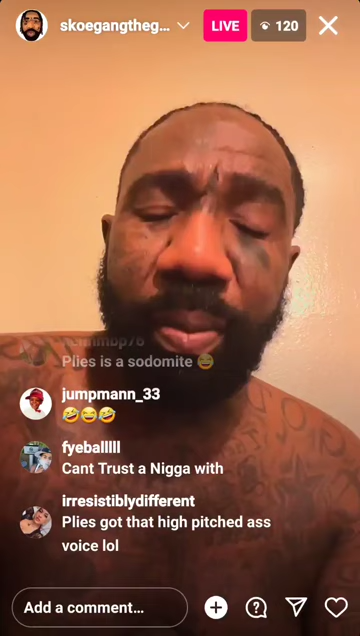 skoegangtheg...
LIVE
120
Plies is a sodomite 😂
jumpmann_33
🤣😂🤣
fyeballlll
Cant Trust a Nigga with
irresistiblydifferent
Plies got that high pitched ass
voice lol
Add a comment...